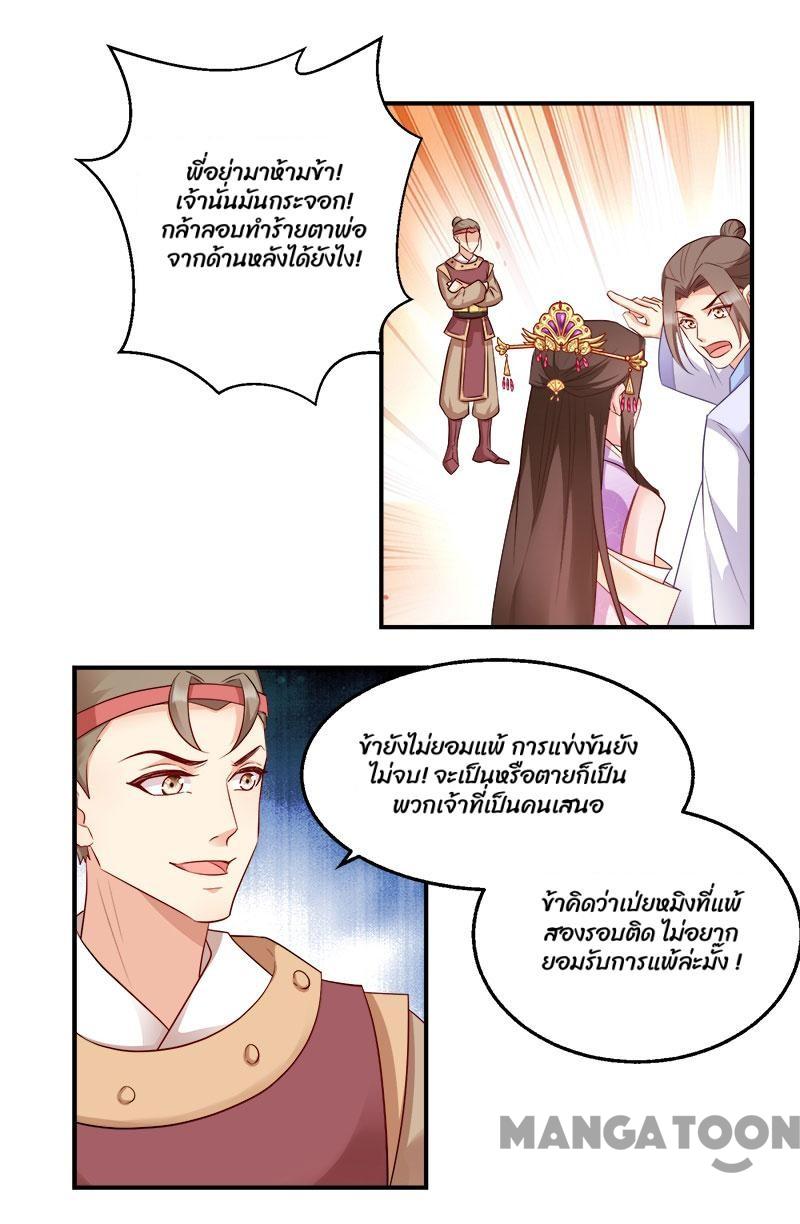 พี่อย่ามาห้ามข้า!
เจ้านั่นมันกระจอก!
กล้าลอบทำร้ายตาพ่อ
จากด้านหลังได้ยังไง!
ข้ายังไม่ยอมแพ้ การแข่งขันยัง
ไม่จบ! จะเป็นหรือตายก็เป็น
พวกเจ้าที่เป็นคนเสนอ
ข้าคิดว่าเป่ยหมิงที่แพ้
สองรอบติด ไม่อยาก
ยอมรับการแพ้ล่ะมั๊ง !
MANGATOON